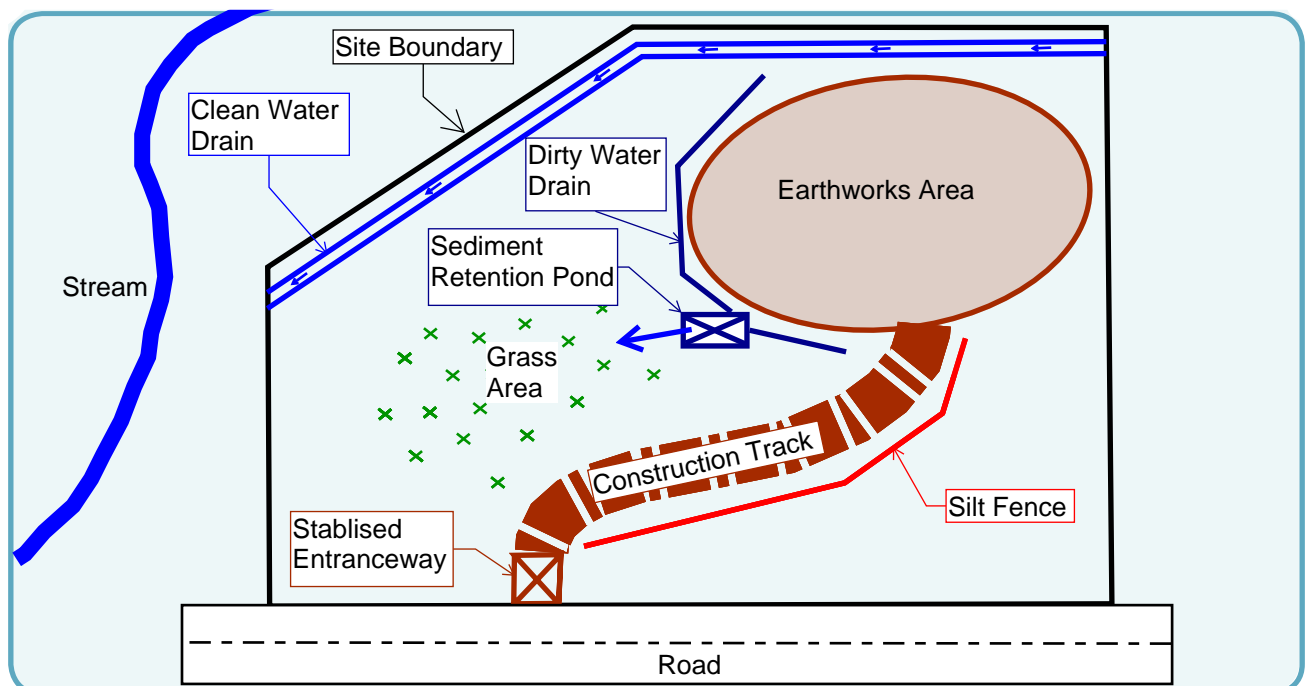 Site Boundary
Clean Water
Drain
Dirty Water
Drain
Earthworks Area
Sediment
Retention Pond
Stream
Grass
Area
Construction Track
Silt Fence
Stablised
Entranceway
Road